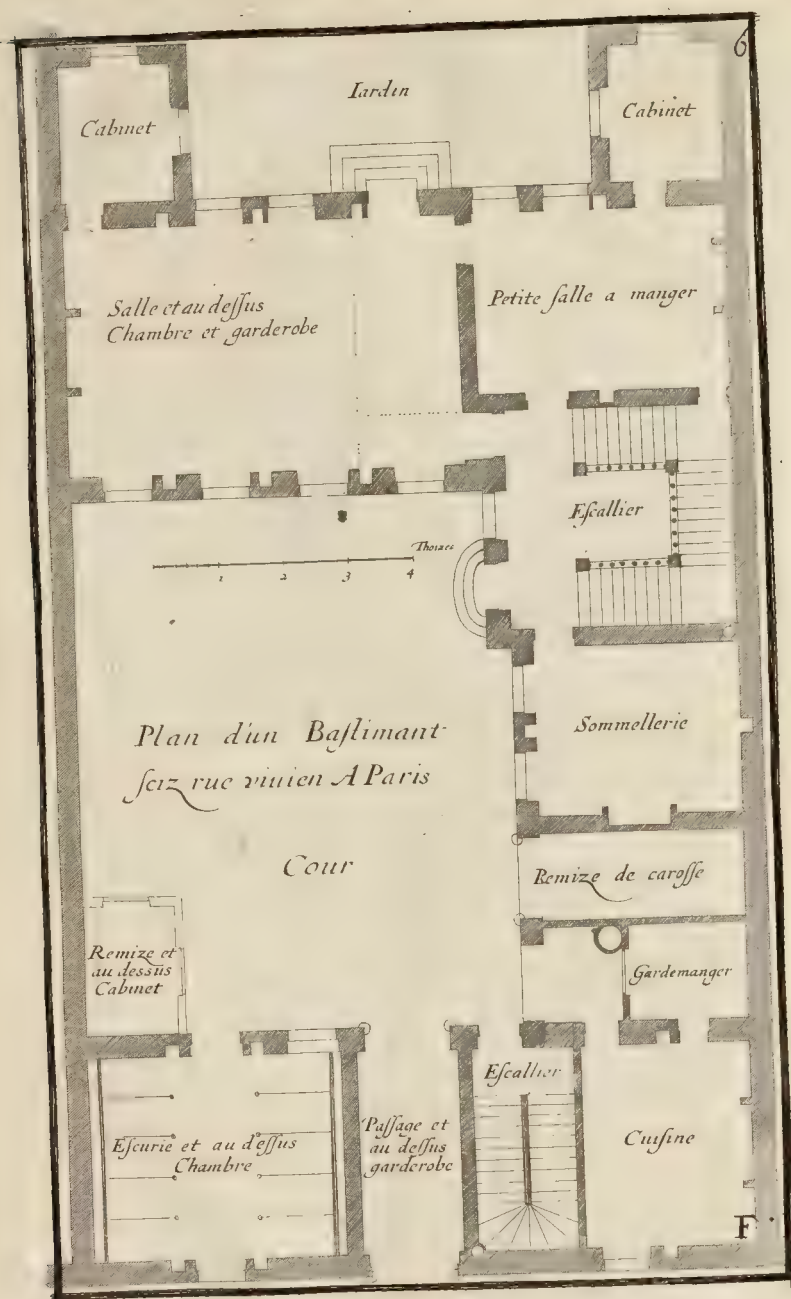 6
Iardin
Cabinet
Cabinet
Salle et au deſſus
Chambre et garderobe
Petite ſalle a manger
Eſcallier
Thoizes
1 2 3 4
Plan d'un Baſtimant
ſciz rue viuien A Paris
Sommellerie
Cour
Remize de caroſſe
Remize et
au dessus
Cabinet
Gardemanger
Eſcallier
Paſſage et
au deſſus
garderobe
Eſcurie et au deſſus
Chambre
Cuiſine
F